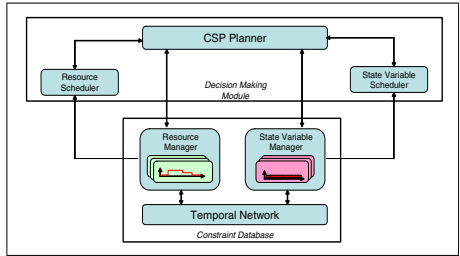 CSP Planner
Resource
Scheduler
State Variable
Scheduler
Decision Making
Module
Resource
Manager
State Variable
Manager
Temporal Network
Constraint Database